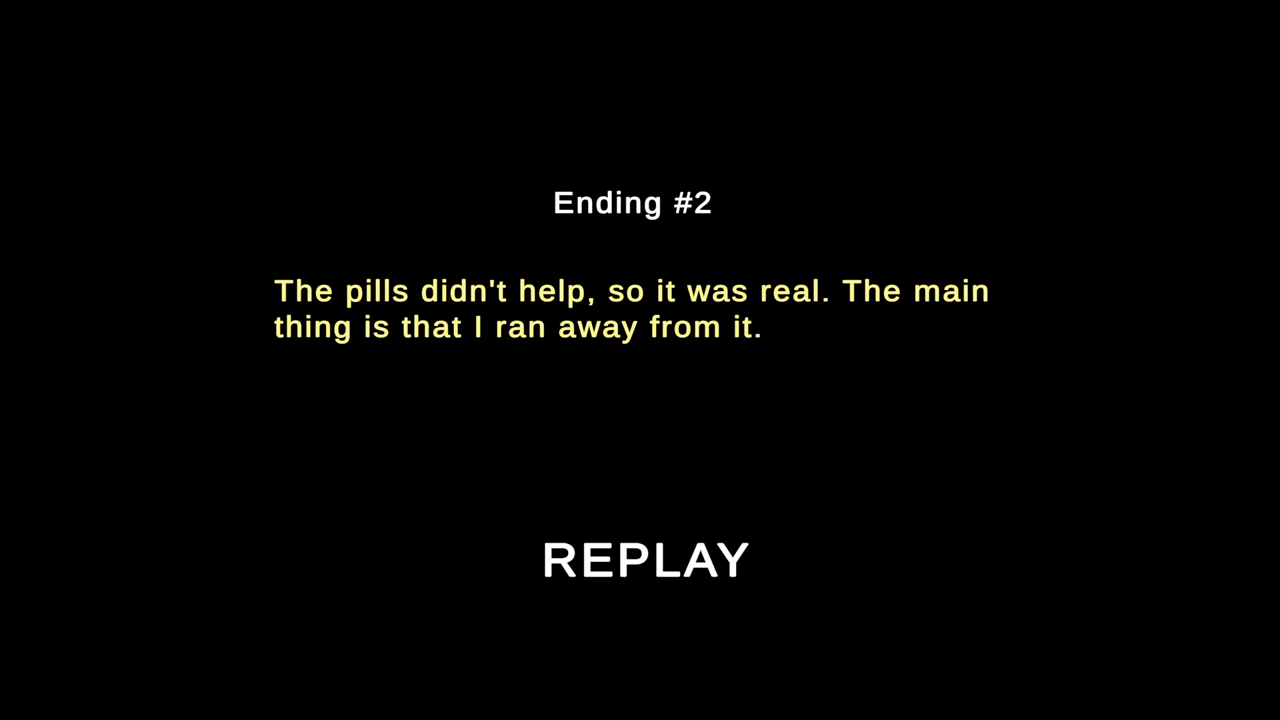 Ending #2
The pills didn't help, so it was real. The main
thing is that I ran away from it.
REPLAY